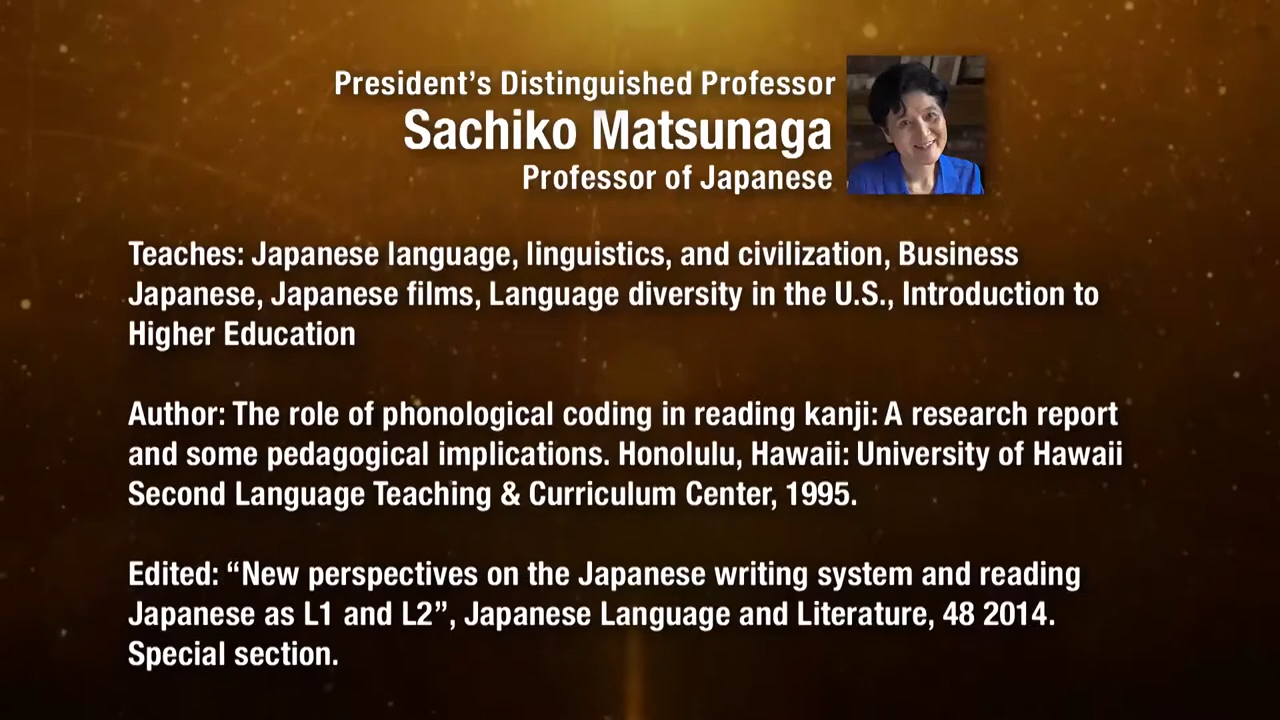 President’s Distinguished Professor
Sachiko Matsunaga
Professor of Japanese
Teaches: Japanese language, linguistics, and civilization, Business
Japanese, Japanese films, Language diversity in the U.S., Introduction to
Higher Education
Author: The role of phonological coding in reading kanji: A research report
and some pedagogical implications. Honolulu, Hawaii: University of Hawaii
Second Language Teaching & Curriculum Center, 1995.
Edited: “New perspectives on the Japanese writing system and reading
Japanese as L1 and L2”, Japanese Language and Literature, 48 2014.
Special section.